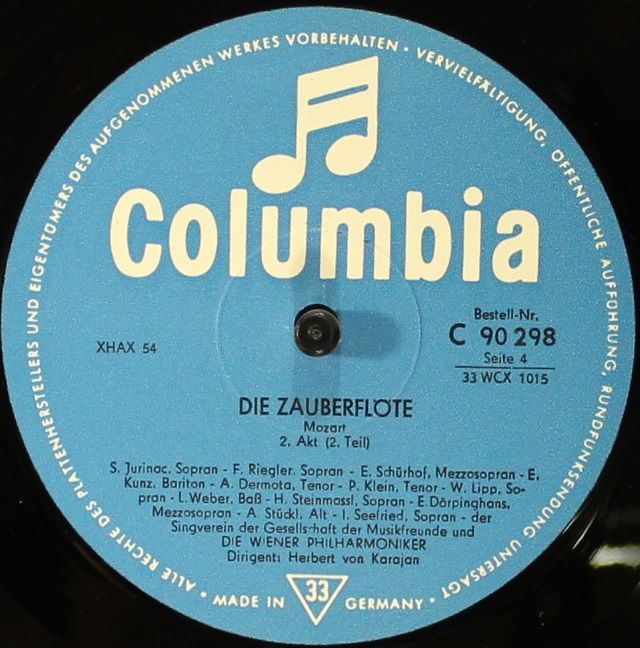 ALLE RECHTE DES PLATTENHERSTELLERS UND EIGENTÜMERS DES AUFGENOMMENEN WERKES VORBEHALTEN · VERVIELFÄLTIGUNG, ÖFFENTLICHE AUFFÜHRUNG, RUNDFUNKSENDUNG UNTERSAGT ·
Columbia
Bestell-Nr.
C 90 298
XHAX 54
Seite 4
33 WCX 1015
DIE ZAUBERFLÖTE
Mozart
2. Akt (2. Teil)
S. Jurinac, Sopran - F. Riegler, Sopran - E. Schürhof, Mezzosopran - E.
Kunz, Bariton - A. Dermota, Tenor - P. Klein, Tenor - W. Lipp, So-
pran - L. Weber, Baß - H. Steinmassl, Sopran - E. Dörpinghans,
Mezzosopran - A. Stückl, Alt - I. Seefried, Sopran - der
Singverein der Gesellschaft der Musikfreunde und
DIE WIENER PHILHARMONIKER
Dirigent: Herbert von Karajan
33
MADE IN GERMANY ·